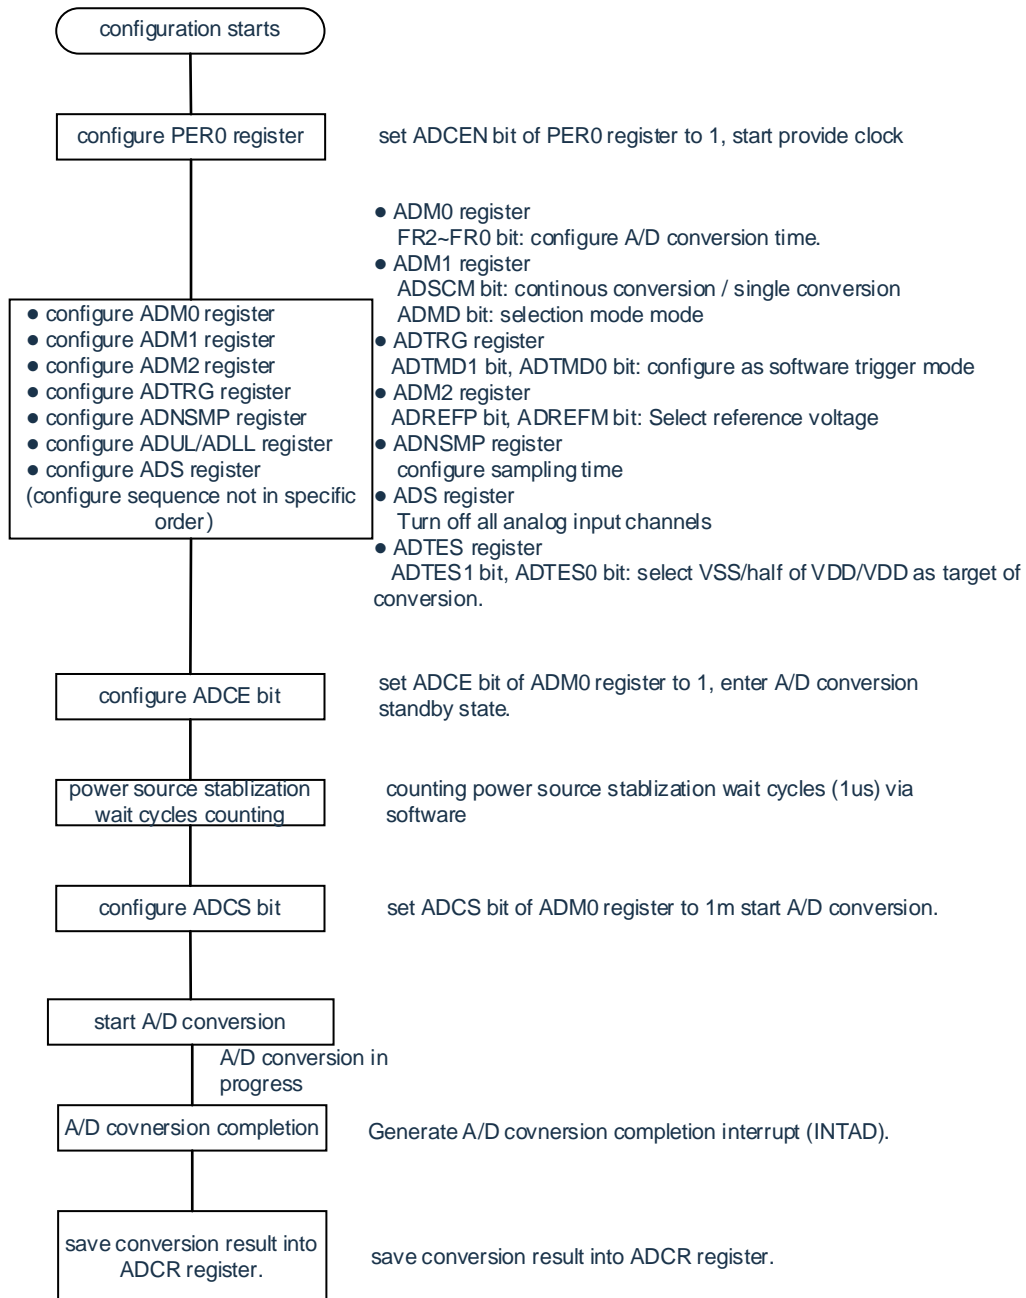 configuration starts
configure PER0 register
set ADCEN bit of PER0 register to 1, start provide clock
● configure ADM0 register
● configure ADM1 register
● configure ADM2 register
● configure ADTRG register
● configure ADNSMP register
● configure ADUL/ADLL register
● configure ADS register
(configure sequence not in specific
order)
● ADM0 register
FR2~FR0 bit: configure A/D conversion time.
● ADM1 register
ADSCM bit: continous conversion / single conversion
ADMD bit: selection mode mode
● ADTRG register
ADTMD1 bit, ADTMD0 bit: configure as software trigger mode
● ADM2 register
ADREFP bit, ADREFM bit: Select reference voltage
● ADNSMP register
configure sampling time
● ADS register
Turn off all analog input channels
● ADTES register
ADTES1 bit, ADTES0 bit: select VSS/half of VDD/VDD as target of
conversion.
configure ADCE bit
set ADCE bit of ADM0 register to 1, enter A/D conversion
standby state.
power source stablization
wait cycles counting
counting power source stablization wait cycles (1us) via
software
configure ADCS bit
set ADCS bit of ADM0 register to 1m start A/D conversion.
start A/D conversion
A/D conversion in
progress
A/D covnersion completion
Generate A/D covnersion completion interrupt (INTAD).
save conversion result into
ADCR register.
save conversion result into ADCR register.